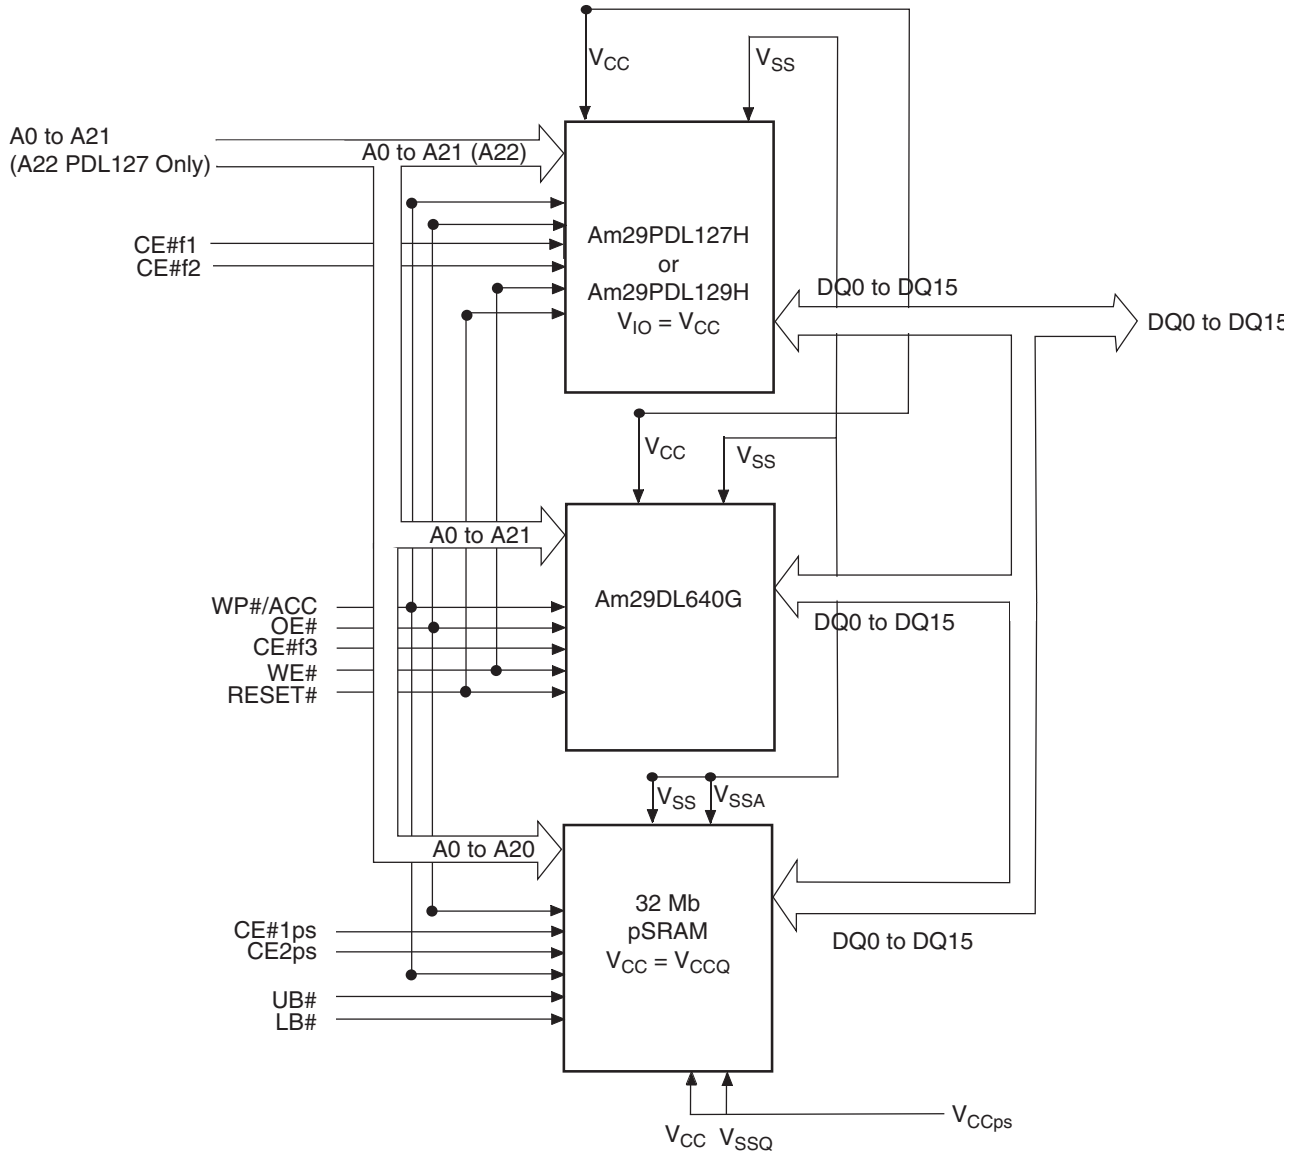 VCC
VSS
A0 to A21
(A22 PDL127 Only)
A0 to A21 (A22)
CE#f1
CE#f2
Am29PDL127H
or
Am29PDL129H
VIO = VCC
DQ0 to DQ15
DQ0 to DQ15
VCC
VSS
A0 to A21
WP#/ACC
OE#
CE#f3
WE#
RESET#
Am29DL640G
DQ0 to DQ15
VSS
VSSA
A0 to A20
32 Mb
pSRAM
VCC = VCCQ
DQ0 to DQ15
CE#1ps
CE2ps
UB#
LB#
VCC
VSSQ
VCCps